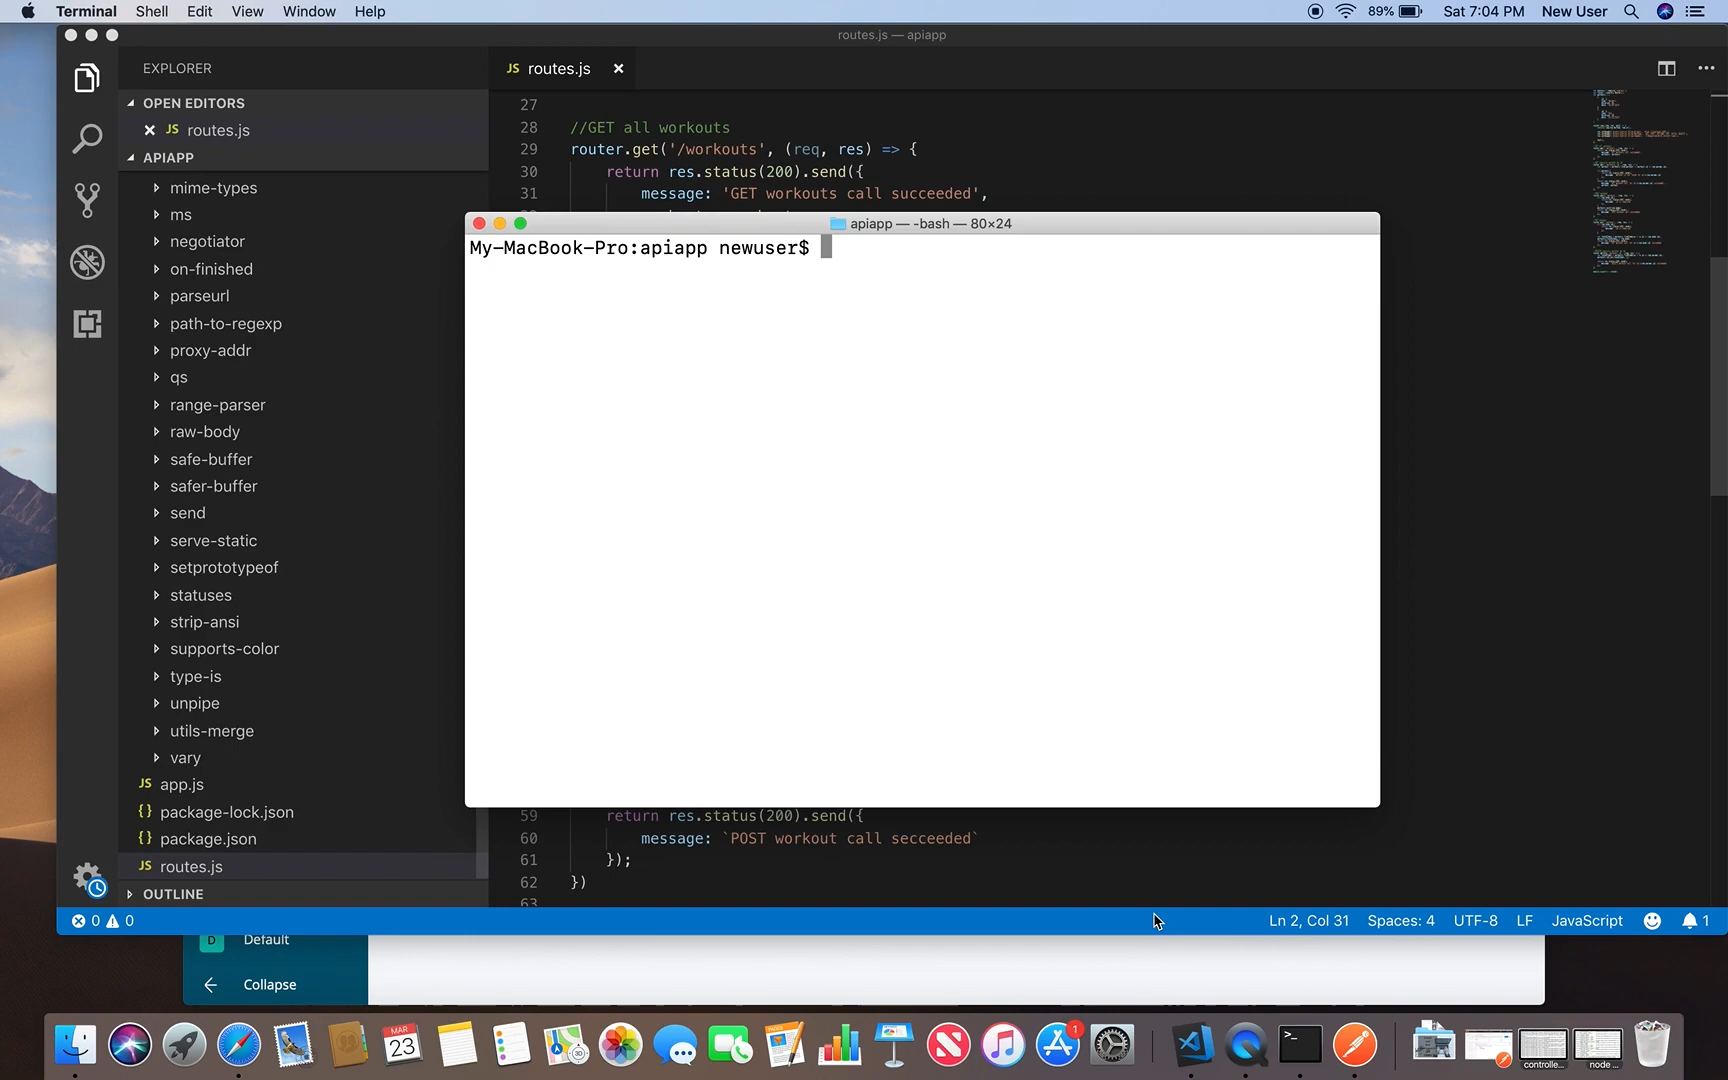 Terminal Shell Edit View Window Help 89% Sat 7:04 PM New User
routes.js — apiapp
EXPLORER
JS routes.js
OPEN EDITORS
JS routes.js
APIAPP
mime-types
ms
negotiator
on-finished
parseurl
path-to-regexp
proxy-addr
qs
range-parser
raw-body
safe-buffer
safer-buffer
send
serve-static
setprototypeof
statuses
strip-ansi
supports-color
type-is
unpipe
utils-merge
vary
JS app.js
{} package-lock.json
{} package.json
JS routes.js
OUTLINE
27
28 //GET all workouts
29 router.get('/workouts', (req, res) => {
30 return res.status(200).send({
31 message: 'GET workouts call succeeded',
apiapp — -bash — 80×24
My-MacBook-Pro:apiapp newuser$
59 return res.status(200).send({
60 message: `POST workout call secceeded`
61 });
62 })
63
0 0 Ln 2, Col 31 Spaces: 4 UTF-8 LF JavaScript 1
D Default
Collapse
MAR
23
3D
1
>_
controlle...
node ...